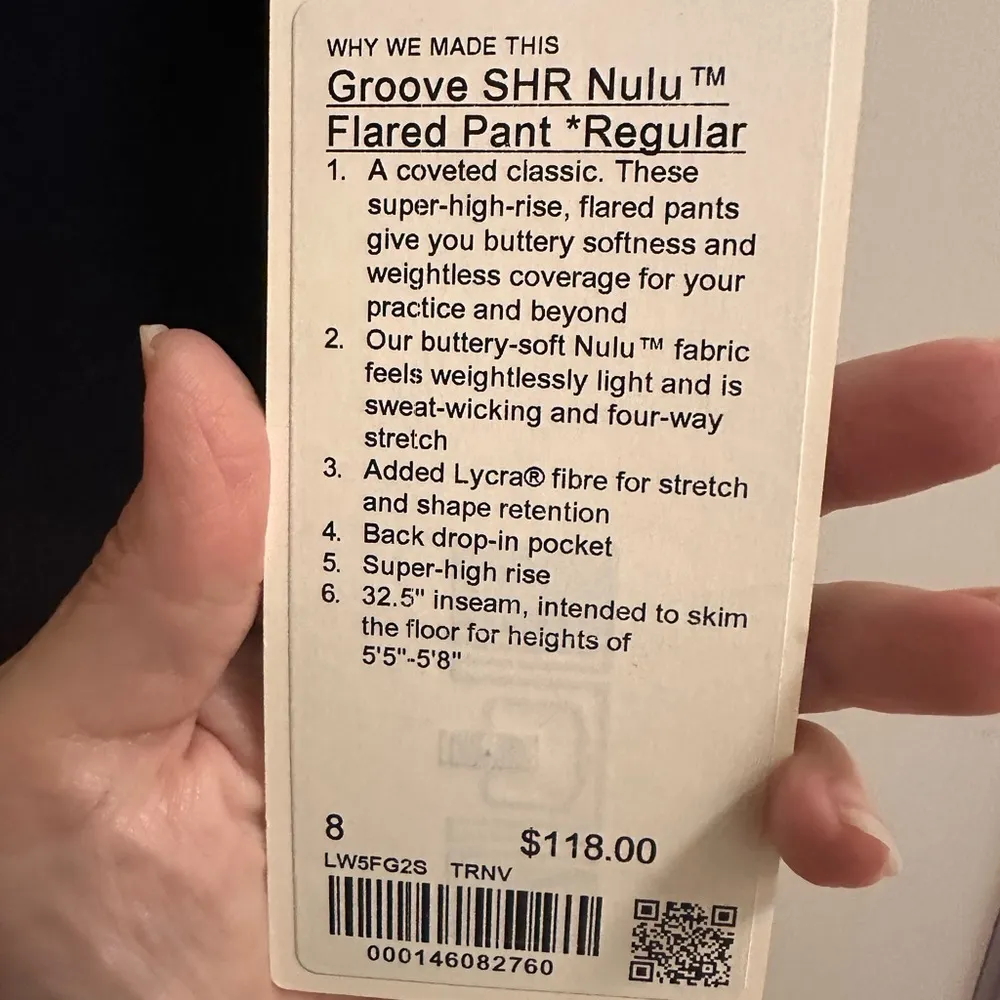 WHY WE MADE THIS
Groove SHR Nulu™
Flared Pant *Regular
1. A coveted classic. These
super-high-rise, flared pants
give you buttery softness and
weightless coverage for your
practice and beyond
2. Our buttery-soft Nulu™ fabric
feels weightlessly light and is
sweat-wicking and four-way
stretch
3. Added Lycra® fibre for stretch
and shape retention
4. Back drop-in pocket
5. Super-high rise
6. 32.5" inseam, intended to skim
the floor for heights of
5'5"-5'8"
8 $118.00
LW5FG2S TRNV
000146082760